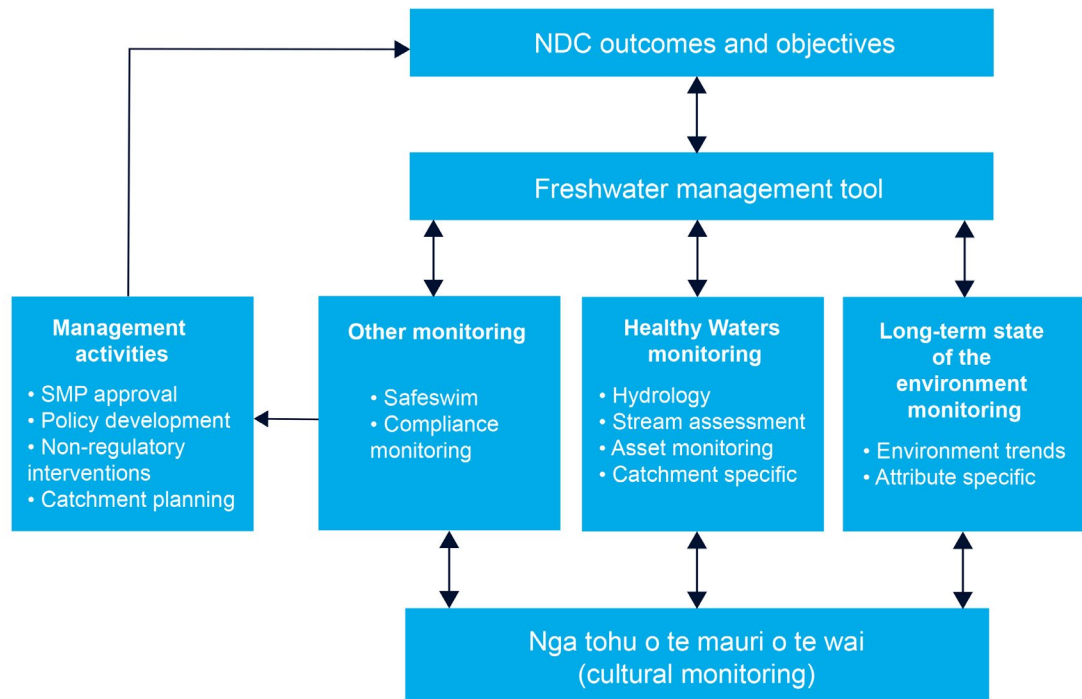 NDC outcomes and objectives
Freshwater management tool
Management
activities
• SMP approval
• Policy development
• Non-regulatory
interventions
• Catchment planning
Other monitoring
• Safeswim
• Compliance
monitoring
Healthy Waters
monitoring
• Hydrology
• Stream assessment
• Asset monitoring
• Catchment specific
Long-term state
of the
environment
monitoring
• Environment trends
• Attribute specific
Nga tohu o te mauri o te wai
(cultural monitoring)